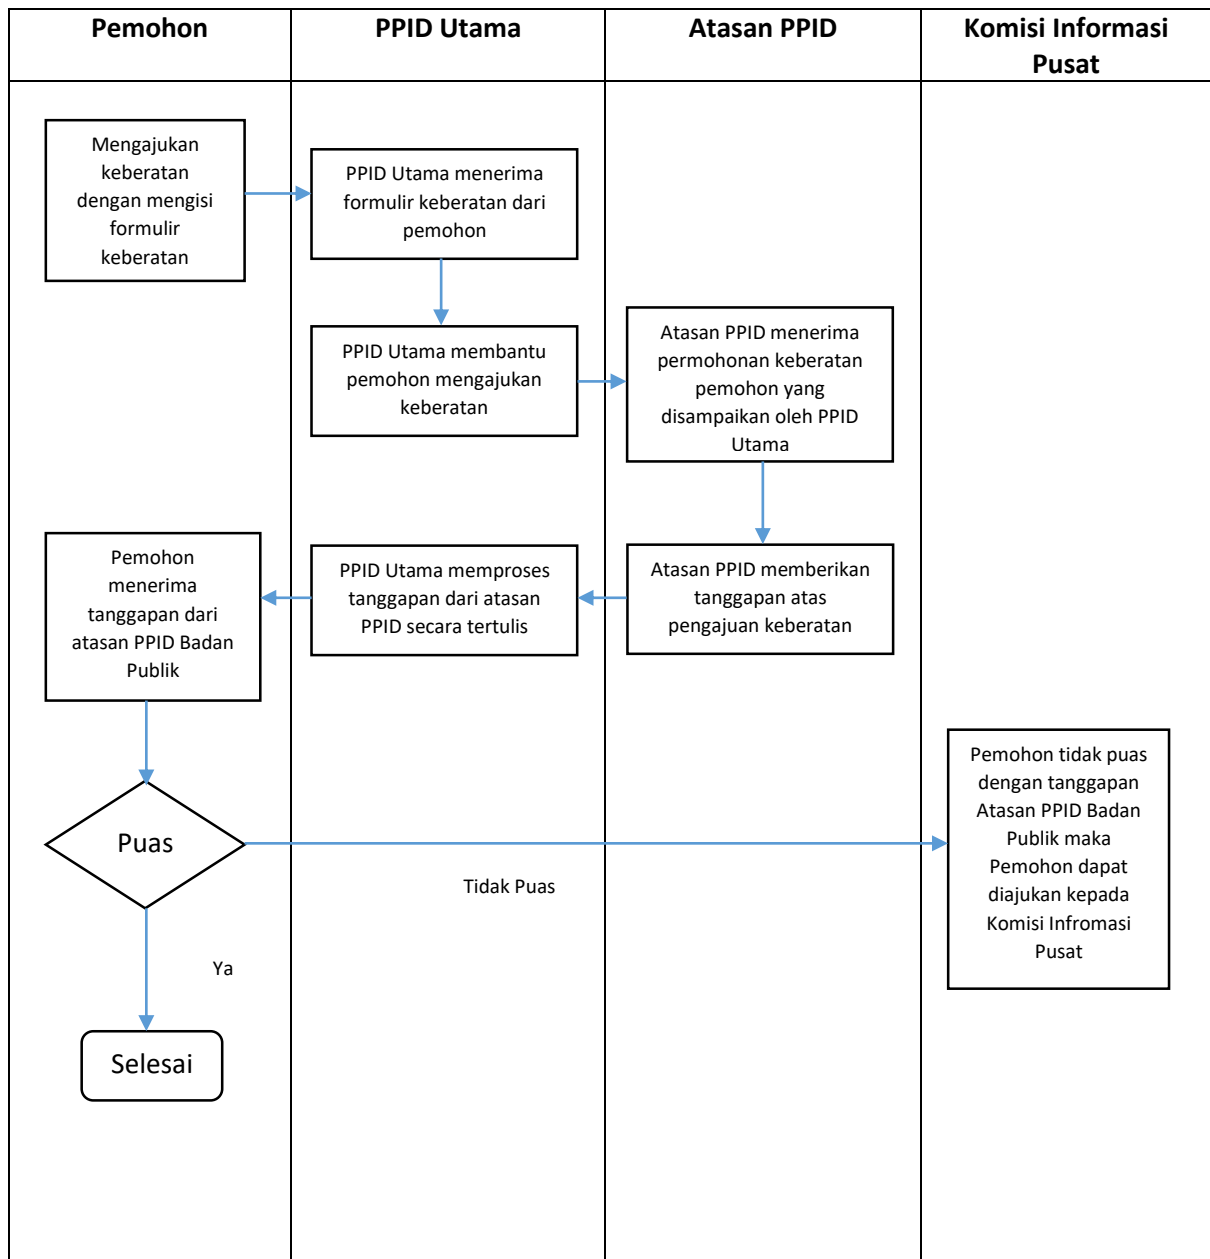 Pemohon
PPID Utama
Atasan PPID
Komisi Informasi
Pusat
Mengajukan
keberatan
dengan mengisi
formulir
keberatan
PPID Utama menerima
formulir keberatan dari
pemohon
PPID Utama membantu
pemohon mengajukan
keberatan
Atasan PPID menerima
permohonan keberatan
pemohon yang
disampaikan oleh PPID
Utama
Pemohon
menerima
tanggapan dari
atasan PPID Badan
Publik
PPID Utama memproses
tanggapan dari atasan
PPID secara tertulis
Atasan PPID memberikan
tanggapan atas
pengajuan keberatan
Puas
Tidak Puas
Pemohon tidak puas
dengan tanggapan
Atasan PPID Badan
Publik maka
Pemohon dapat
diajukan kepada
Komisi Infromasi
Pusat
Ya
Selesai